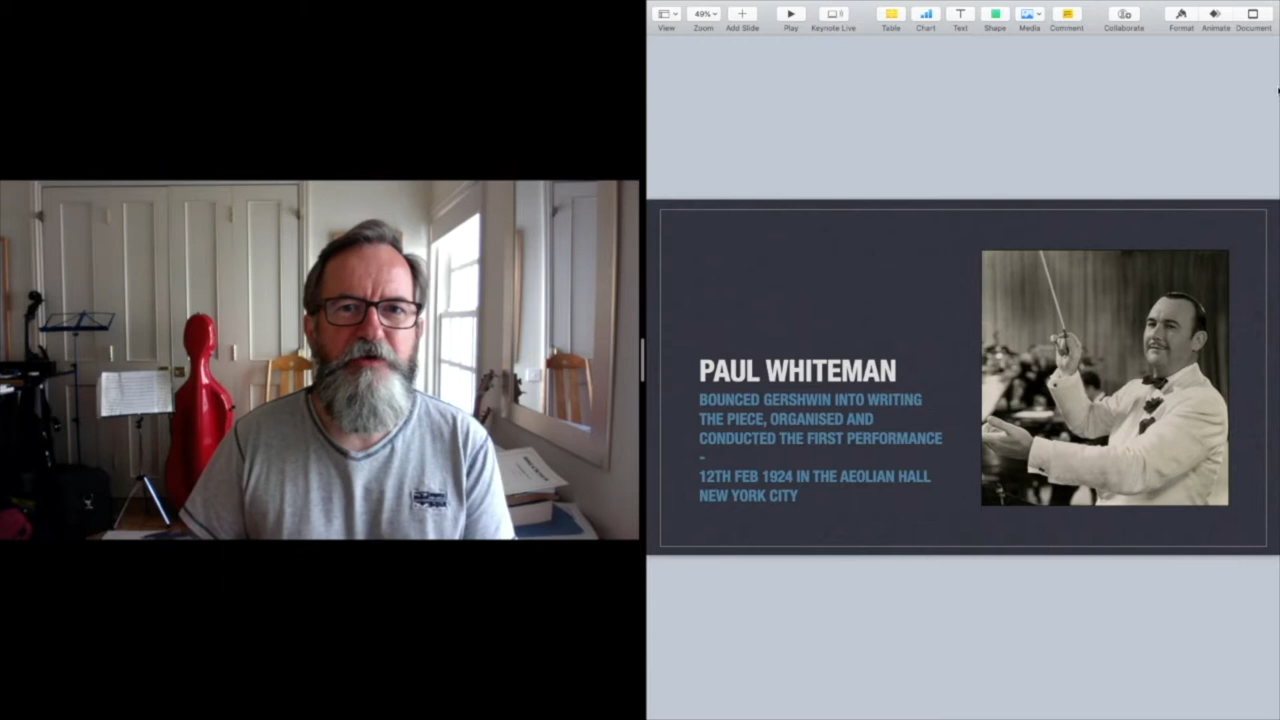 View
49%
Zoom
Add Slide
Play
Keynote Live
Table
Chart
Text
Shape
Media
Comment
Collaborate
Format
Animate
Document
PAUL WHITEMAN
BOUNCED GERSHWIN INTO WRITING
THE PIECE, ORGANISED AND
CONDUCTED THE FIRST PERFORMANCE
-
12TH FEB 1924 IN THE AEOLIAN HALL
NEW YORK CITY